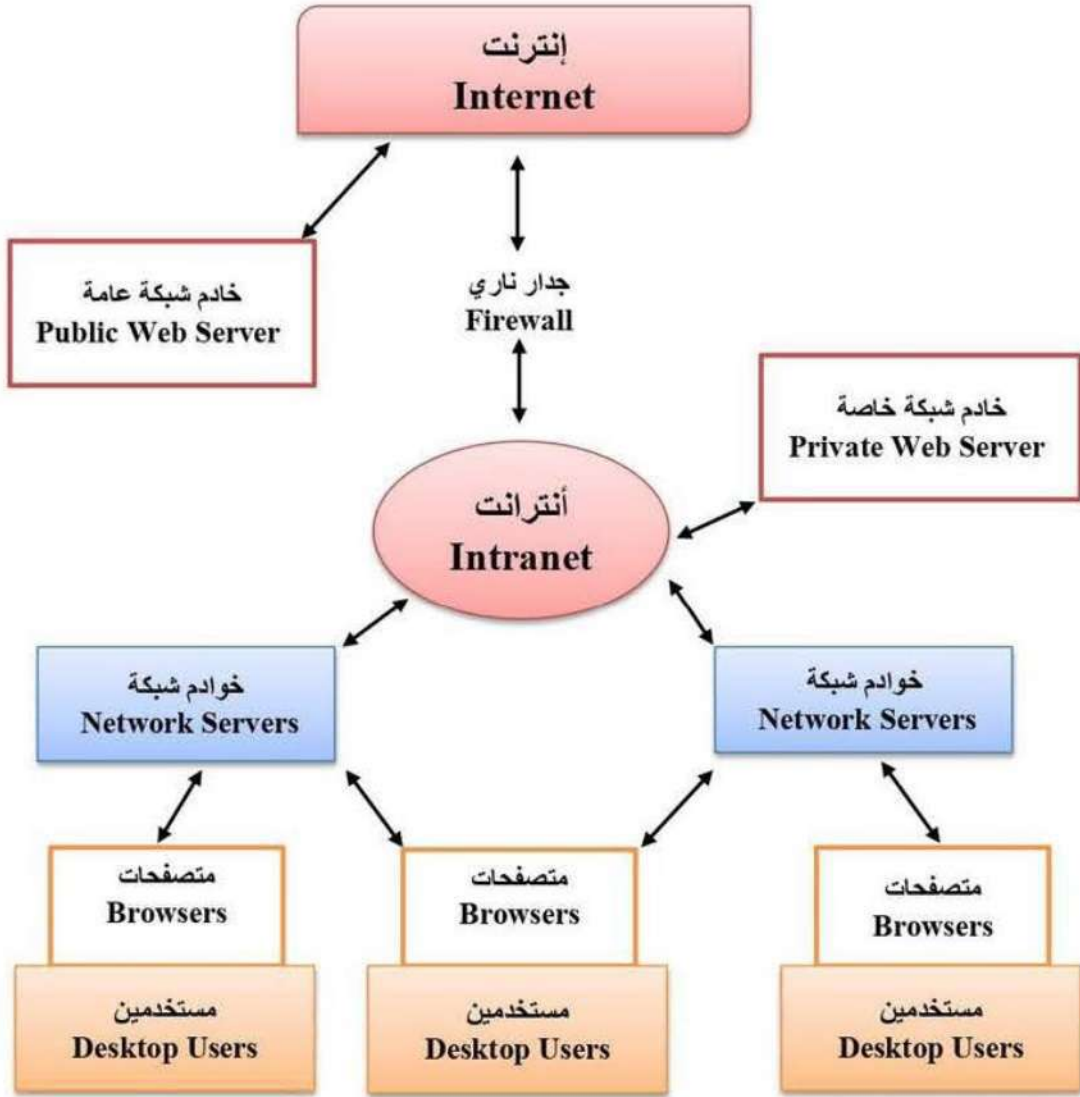 إنترنت
Internet
خادم شبكة عامة
Public Web Server
جدار ناري
Firewall
خادم شبكة خاصة
Private Web Server
أنترانت
Intranet
خوادم شبكة
Network Servers
خوادم شبكة
Network Servers
متصفحات
Browsers
متصفحات
Browsers
متصفحات
Browsers
مستخدمين
Desktop Users
مستخدمين
Desktop Users
مستخدمين
Desktop Users